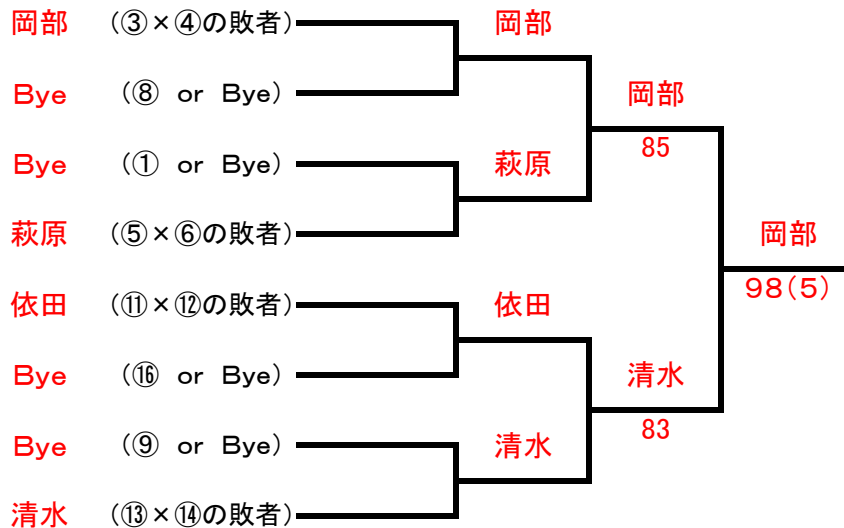 岡部 (③×④の敗者) 岡部
Bye (⑧ or Bye) 岡部
85
Bye (① or Bye) 萩原
萩原 (⑤×⑥の敗者) 岡部
98(5)
依田 (⑪×⑫の敗者) 依田
Bye (⑯ or Bye) 清水
83
Bye (⑨ or Bye) 清水
清水 (⑬×⑭の敗者)